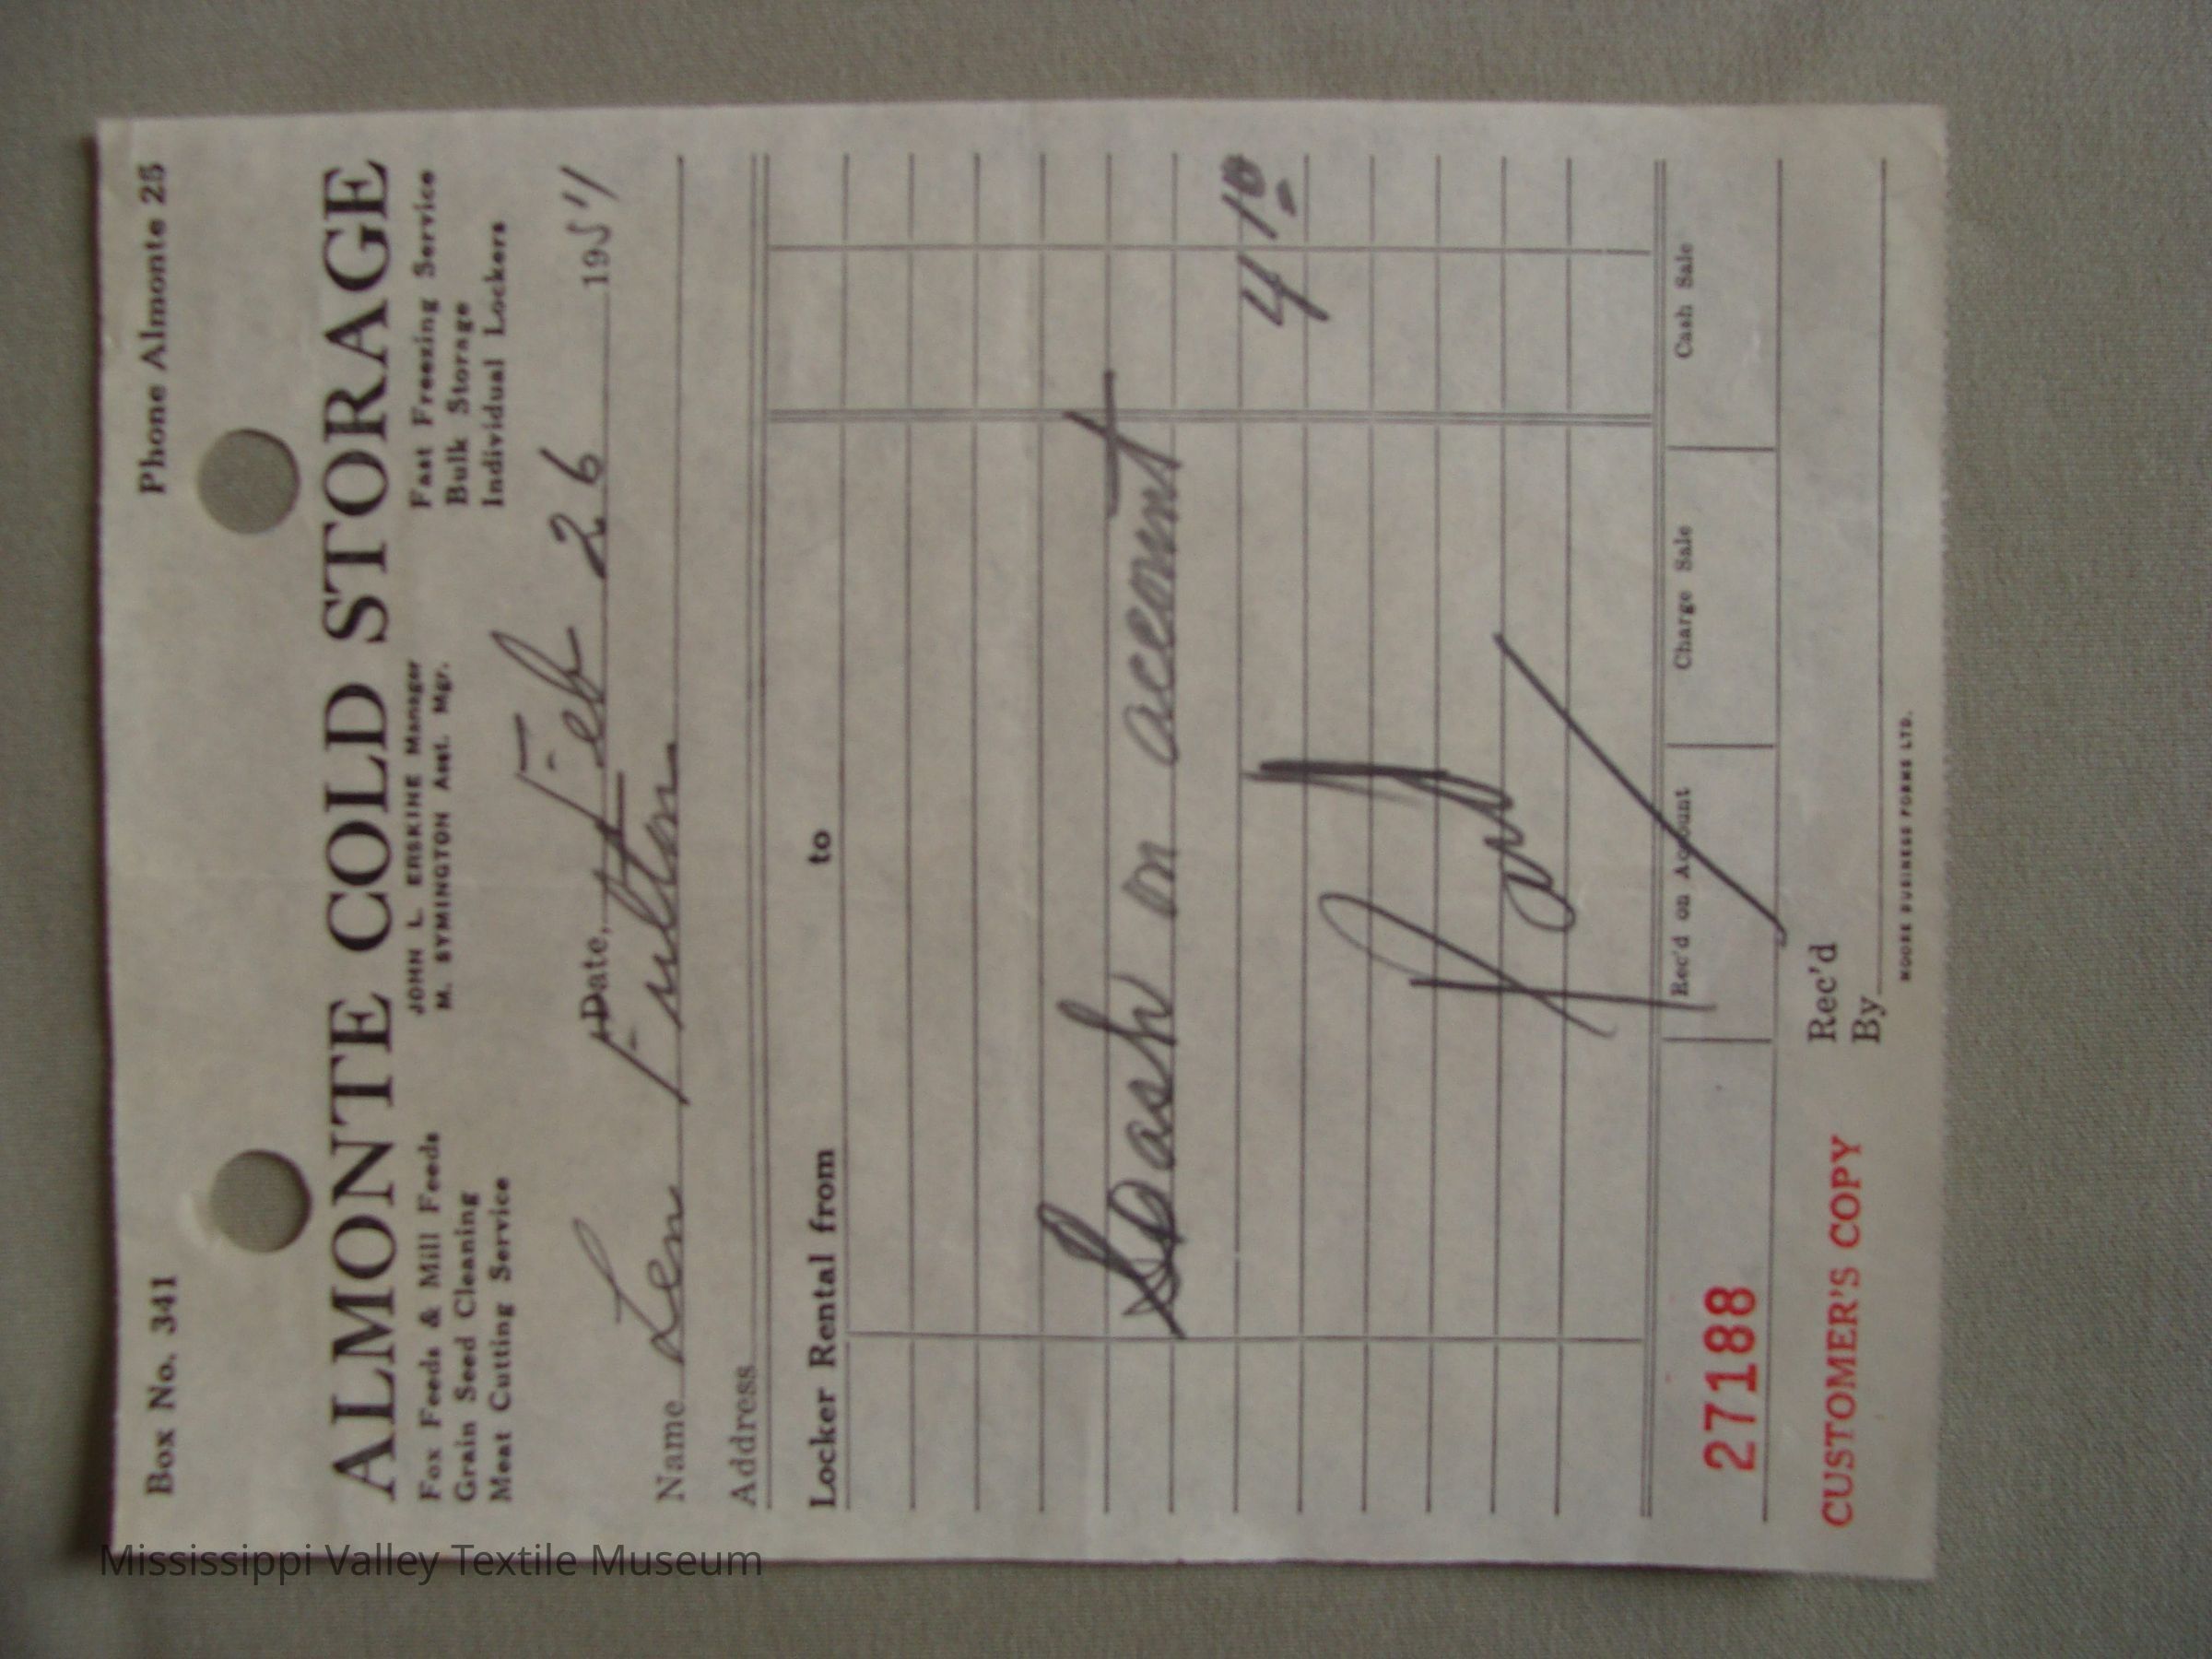 Box No. 341 Phone Almonte 25
ALMONTE COLD STORAGE
Fox Feeds & Mill Feeds JOHN L. ERSKINE Manager Fast Freezing Service
Grain Seed Cleaning M. SYMINGTON Asst. Mgr. Bulk Storage
Meat Cutting Service Individual Lockers
Date, Feb 26 195
Name Len Fulton
Address
Locker Rental from to
cash on account
4 10
Paid
Rec'd on Account Charge Sale Cash Sale
27188
Rec'd
CUSTOMER'S COPY By
MOORE BUSINESS FORMS LTD.
Mississippi Valley Textile Museum